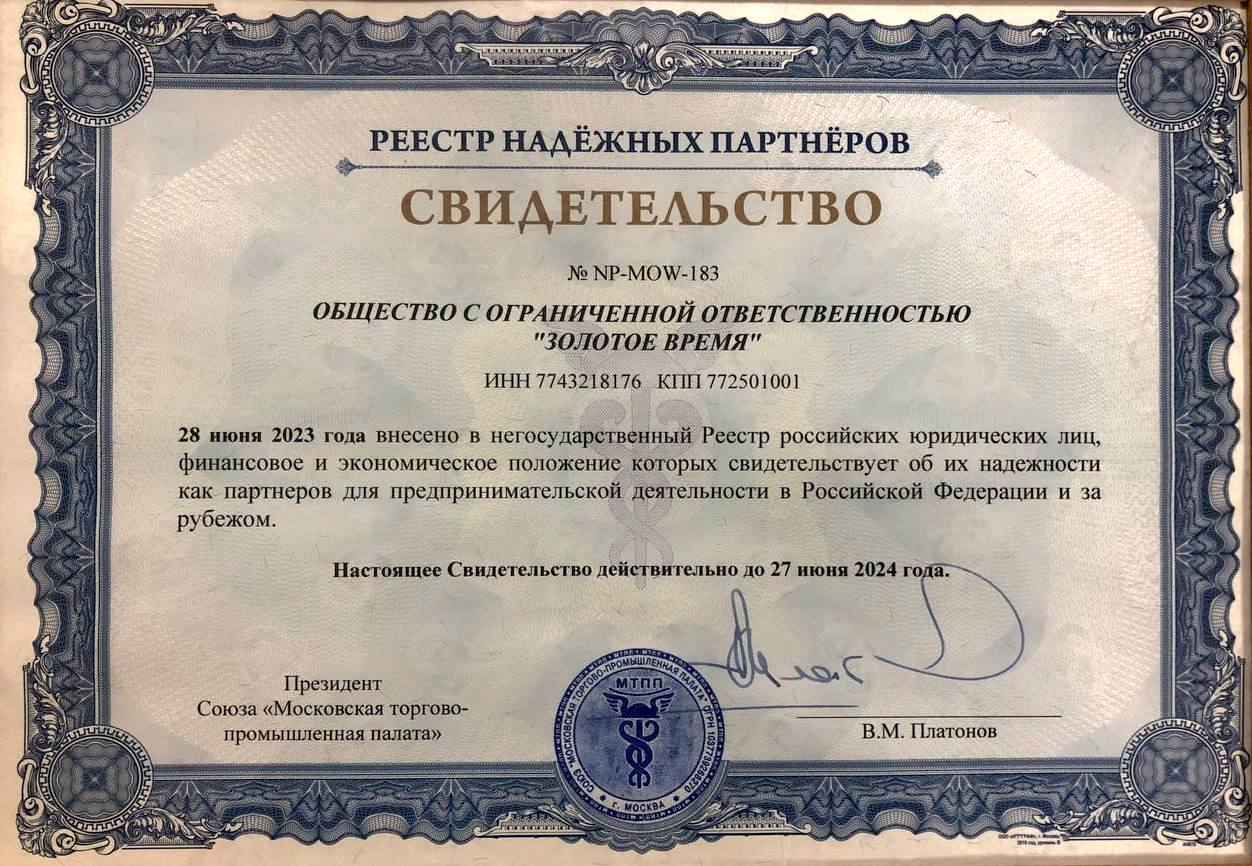 РЕЕСТР НАДЁЖНЫХ ПАРТНЁРОВ
СВИДЕТЕЛЬСТВО
№ NP-MOW-183
ОБЩЕСТВО С ОГРАНИЧЕННОЙ ОТВЕТСТВЕННОСТЬЮ
"ЗОЛОТОЕ ВРЕМЯ"
ИНН 7743218176 КПП 772501001
28 июня 2023 года внесено в негосударственный Реестр российских юридических лиц,
финансовое и экономическое положение которых свидетельствует об их надежности
как партнеров для предпринимательской деятельности в Российской Федерации и за
рубежом.
Настоящее Свидетельство действительно до 27 июня 2024 года.
Президент
Союза «Московская торгово-
промышленная палата»
В.М. Платонов
СОЮЗ "МОСКОВСКАЯ ТОРГОВО-ПРОМЫШЛЕННАЯ ПАЛАТА" ОГРН 1037739286270
МТПП
г. МОСКВА